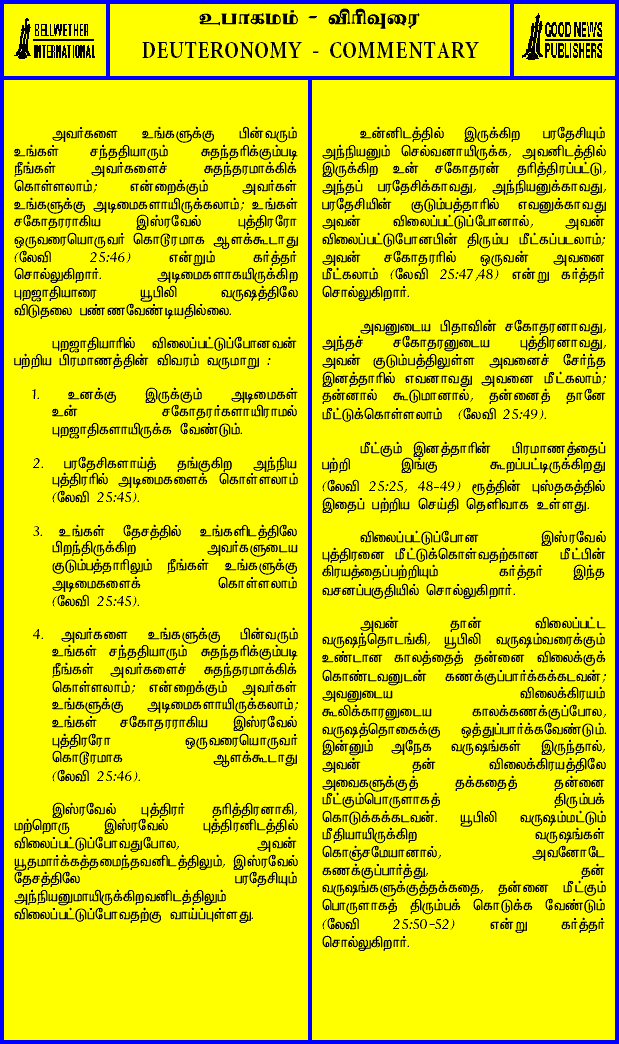 BELLWETHER
INTERNATIONAL
உபாகமம் - விரிவுரை
DEUTERONOMY - COMMENTARY
GOOD NEWS
PUBLISHERS
அவர்களை உங்களுக்கு பின்வரும்
உங்கள் சந்ததியாரும் சுதந்தரிக்கும்படி
நீங்கள் அவர்களைச் சுதந்தரமாக்கிக்
கொள்ளலாம்; என்றைக்கும் அவர்கள்
உங்களுக்கு அடிமைகளாயிருக்கலாம்; உங்கள்
சகோதரராகிய இஸ்ரவேல் புத்திரரோ
ஒருவரையொருவர் கொடூரமாக ஆளக்கூடாது
(லேவி 25:46) என்றும் கர்த்தர்
சொல்லுகிறார். அடிமைகளாகயிருக்கிற
புறஜாதியாரை யூபிலி வருஷத்திலே
விடுதலை பண்ணவேண்டியதில்லை.
புறஜாதியாரில் விலைப்பட்டுப்போனவன்
பற்றிய பிரமாணத்தின் விவரம் வருமாறு :
1. உனக்கு இருக்கும் அடிமைகள்
உன் சகோதரர்களாயிராமல்
புறஜாதிகளாயிருக்க வேண்டும்.
2. பரதேசிகளாய்த் தங்குகிற அந்நிய
புத்திரரில் அடிமைகளைக் கொள்ளலாம்
(லேவி 25:45).
3. உங்கள் தேசத்தில் உங்களிடத்திலே
பிறந்திருக்கிற அவர்களுடைய
குடும்பத்தாரிலும் நீங்கள் உங்களுக்கு
அடிமைகளைக் கொள்ளலாம்
(லேவி 25:45).
4. அவர்களை உங்களுக்கு பின்வரும்
உங்கள் சந்ததியாரும் சுதந்தரிக்கும்படி
நீங்கள் அவர்களைச் சுதந்தரமாக்கிக்
கொள்ளலாம்; என்றைக்கும் அவர்கள்
உங்களுக்கு அடிமைகளாயிருக்கலாம்;
உங்கள் சகோதரராகிய இஸ்ரவேல்
புத்திரரோ ஒருவரையொருவர்
கொடூரமாக ஆளக்கூடாது
(லேவி 25:46).
இஸ்ரவேல் புத்திரர் தரித்திரனாகி,
மற்றொரு இஸ்ரவேல் புத்திரனிடத்தில்
விலைப்பட்டுப்போவதுபோல, அவன்
யூதமார்க்கத்தமைந்தவனிடத்திலும், இஸ்ரவேல்
தேசத்திலே பரதேசியும்
அந்நியனுமாயிருக்கிறவனிடத்திலும்
விலைப்பட்டுப்போவதற்கு வாய்ப்புள்ளது.
உன்னிடத்தில் இருக்கிற பரதேசியும்
அந்நியனும் செல்வனாயிருக்க, அவனிடத்தில்
இருக்கிற உன் சகோதரன் தரித்திரப்பட்டு,
அந்தப் பரதேசிக்காவது, அந்நியனுக்காவது,
பரதேசியின் குடும்பத்தாரில் எவனுக்காவது
அவன் விலைப்பட்டுப்போனால், அவன்
விலைப்பட்டுபோனபின் திரும்ப மீட்கப்படலாம்;
அவன் சகோதரரில் ஒருவன் அவனை
மீட்கலாம் (லேவி 25:47,48) என்று கர்த்தர்
சொல்லுகிறார்.
அவனுடைய பிதாவின் சகோதரனாவது,
அந்தச் சகோதரனுடைய புத்திரனாவது,
அவன் குடும்பத்திலுள்ள அவனைச் சேர்ந்த
இனத்தாரில் எவனாவது அவனை மீட்கலாம்;
தன்னால் கூடுமானால், தன்னைத் தானே
மீட்டுக்கொள்ளலாம் (லேவி 25:49).
மீட்கும் இனத்தாரின் பிரமாணத்தைப்
பற்றி இங்கு கூறப்பட்டிருக்கிறது
(லேவி 25:25, 48-49) ரூத்தின் புஸ்தகத்தில்
இதைப் பற்றிய செய்தி தெளிவாக உள்ளது.
விலைப்பட்டுப்போன இஸ்ரவேல்
புத்திரனை மீட்டுக்கொள்வதற்கான மீட்பின்
கிரயத்தைப்பற்றியும் கர்த்தர் இந்த
வசனப்பகுதியில் சொல்லுகிறார்.
அவன் தான் விலைப்பட்ட
வருஷந்தொடங்கி, யூபிலி வருஷம்வரைக்கும்
உண்டான காலத்தைத் தன்னை விலைக்குக்
கொண்டவனுடன் கணக்குப்பார்க்கக்கடவன்;
அவனுடைய விலைக்கிரயம்
கூலிக்காரனுடைய காலக்கணக்குப்போல,
வருஷத்தொகைக்கு ஒத்துப்பார்க்கவேண்டும்.
இன்னும் அநேக வருஷங்கள் இருந்தால்,
அவன் தன் விலைக்கிரயத்திலே
அவைகளுக்குத் தக்கதைத் தன்னை
மீட்கும்பொருளாகத் திரும்பக்
கொடுக்கக்கடவன். யூபிலி வருஷம்மட்டும்
மீதியாயிருக்கிற வருஷங்கள்
கொஞ்சமேயானால், அவனோடே
கணக்குப்பார்த்து, தன்
வருஷங்களுக்குத்தக்கதை, தன்னை மீட்கும்
பொருளாகத் திரும்பக் கொடுக்க வேண்டும்
(லேவி 25:50-52) என்று கர்த்தர்
சொல்லுகிறார்.